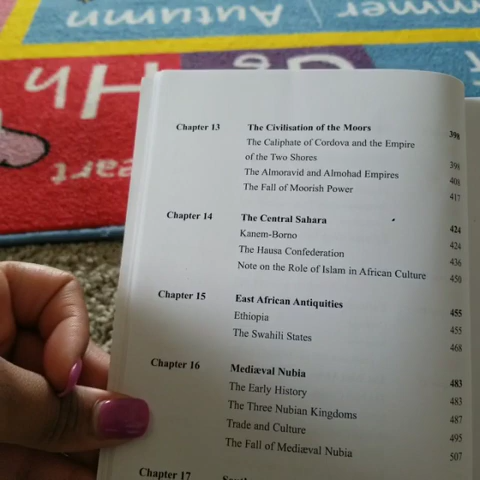 Autumn
Hh
eart
Chapter 13 The Civilisation of the Moors 398
The Caliphate of Cordova and the Empire
of the Two Shores 398
The Almoravid and Almohad Empires 408
The Fall of Moorish Power 417
Chapter 14 The Central Sahara 424
Kanem-Borno 424
The Hausa Confederation 436
Note on the Role of Islam in African Culture 450
Chapter 15 East African Antiquities 455
Ethiopia 455
The Swahili States 468
Chapter 16 Mediæval Nubia 483
The Early History 483
The Three Nubian Kingdoms 487
Trade and Culture 495
The Fall of Mediæval Nubia 507
Chapter 17